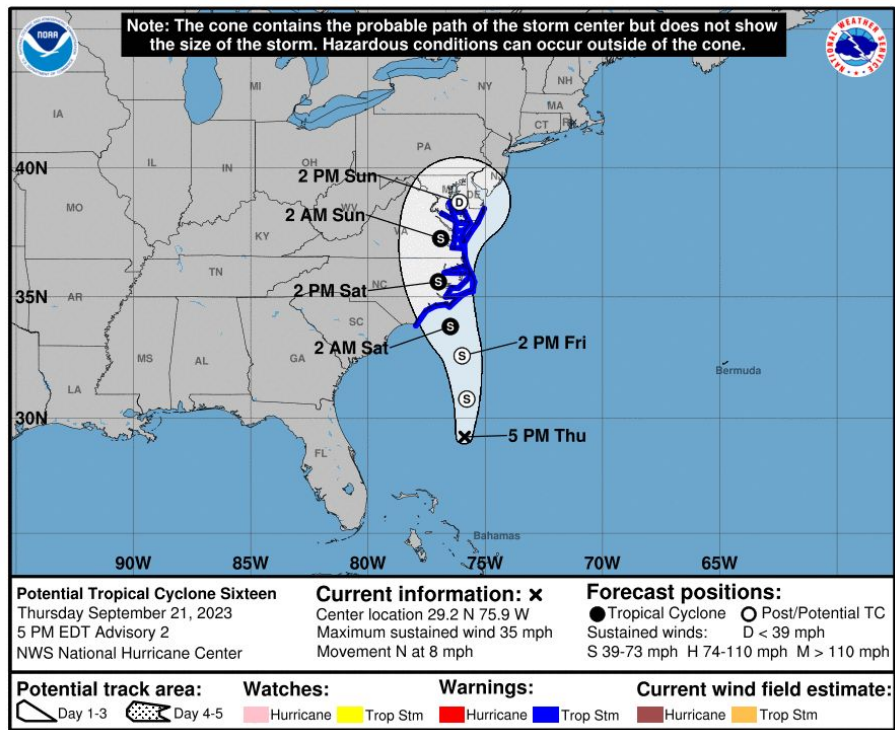 Note: The cone contains the probable path of the storm center but does not show
the size of the storm. Hazardous conditions can occur outside of the cone.
NOAA
NATIONAL WEATHER SERVICE
MI
NY
NH
MA
CT
RI
IA
PA
40N
IL
IN
OH
N
2 PM Sun
D
DE
MO
WV
2 AM Sun
S
VA
KY
TN
NC
2 PM Sat
S
35N
AR
SC
2 AM Sat
S
2 PM Fri
S
MS
AL
GA
Bermuda
LA
S
30N
5 PM Thu
FL
Bahamas
90W
85W
80W
75W
70W
65W
Potential Tropical Cyclone Sixteen
Thursday September 21, 2023
5 PM EDT Advisory 2
NWS National Hurricane Center
Current information: x
Center location 29.2 N 75.9 W
Maximum sustained wind 35 mph
Movement N at 8 mph
Forecast positions:
Tropical Cyclone Post/Potential TC
Sustained winds: D < 39 mph
S 39-73 mph H 74-110 mph M > 110 mph
Potential track area:
Day 1-3 Day 4-5
Watches:
Hurricane Trop Stm
Warnings:
Hurricane Trop Stm
Current wind field estimate:
Hurricane Trop Stm